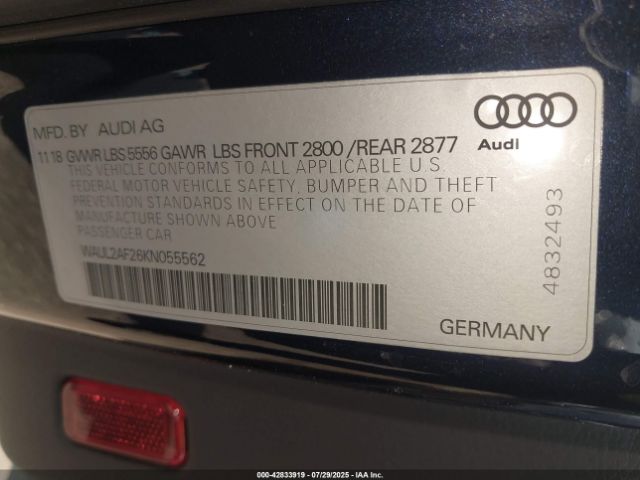 MFD. BY AUDI AG
1118 GVWR LBS 5556 GAWR LBS FRONT 2800 /REAR 2877
THIS VEHICLE CONFORMS TO ALL APPLICABLE U.S.
FEDERAL MOTOR VEHICLE SAFETY, BUMPER AND THEFT
PREVENTION STANDARDS IN EFFECT ON THE DATE OF
MANUFACTURE SHOWN ABOVE
PASSENGER CAR
WAUL2AF26KN055562
Audi
4832493
GERMANY
000-42833919 - 07/29/2025 - IAA Inc.